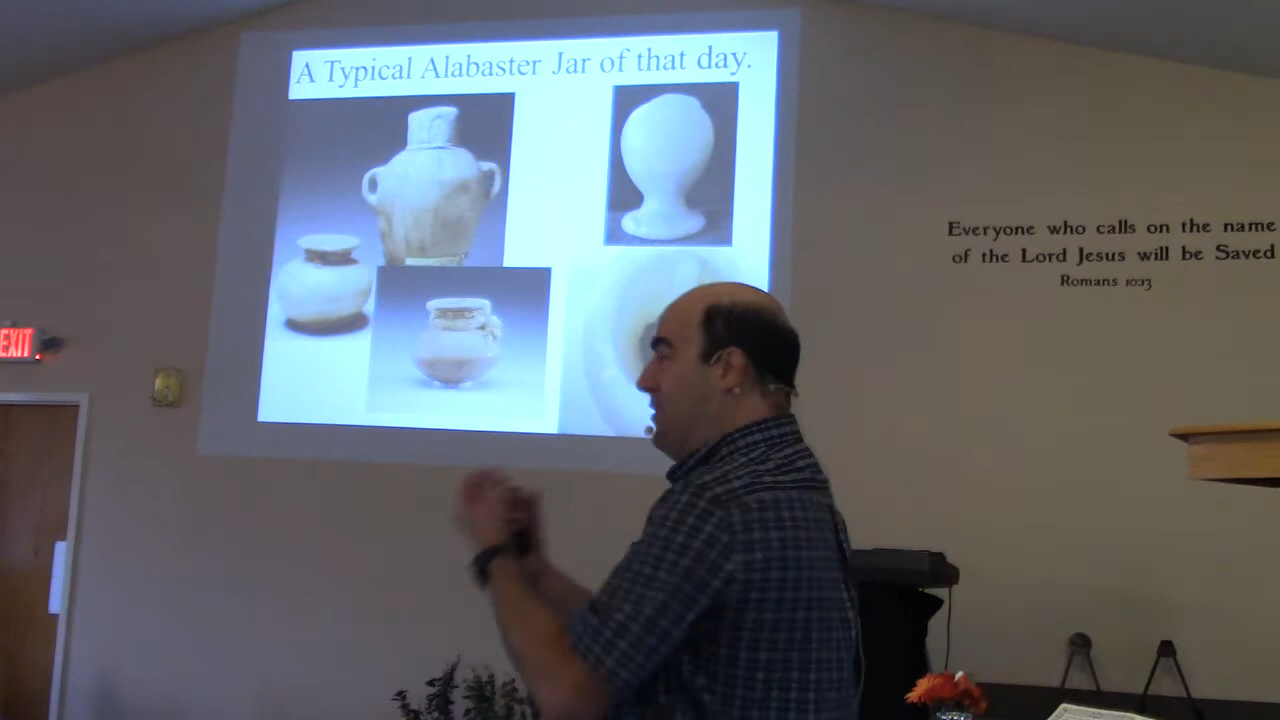 A Typical Alabaster Jar of that day.
Everyone who calls on the name
of the Lord Jesus will be Saved
Romans 10:13
EXIT